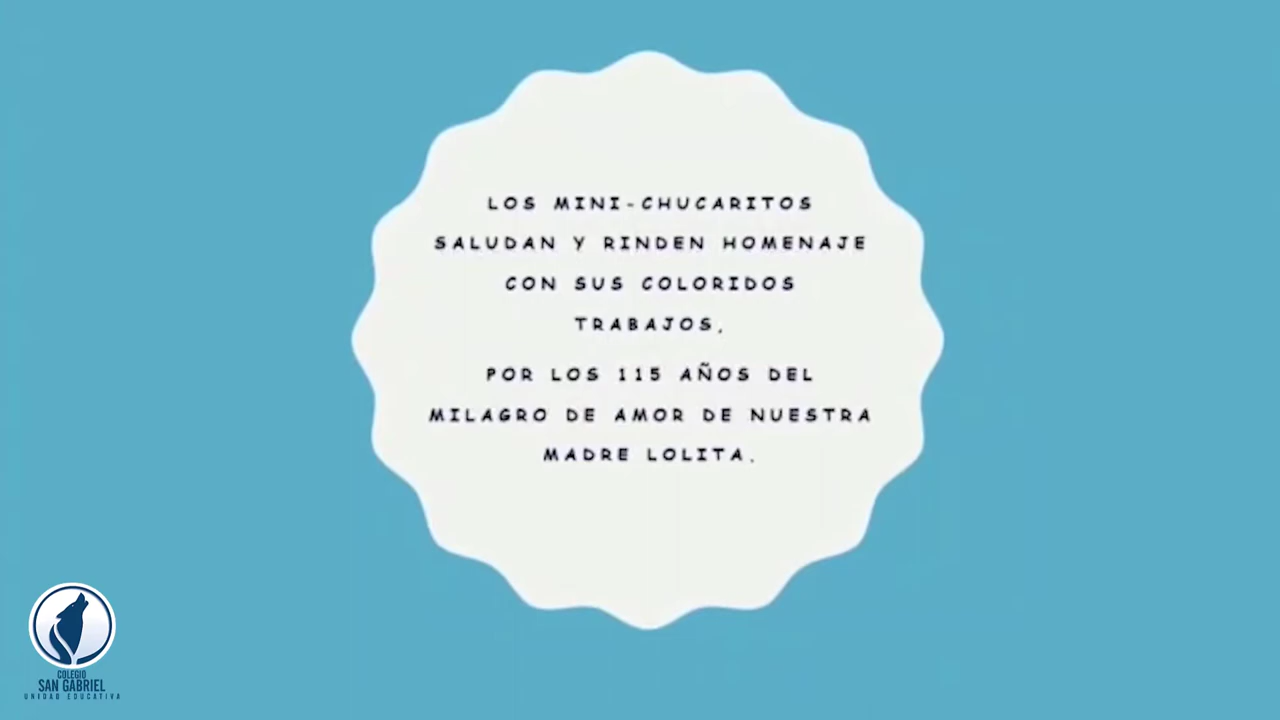 LOS MINI-CHUCARITOS
SALUDAN Y RINDEN HOMENAJE
CON SUS COLORIDOS
TRABAJOS,
POR LOS 115 AÑOS DEL
MILAGRO DE AMOR DE NUESTRA
MADRE LOLITA.
COLEGIO
SAN GABRIEL
UNIDAD EDUCATIVA